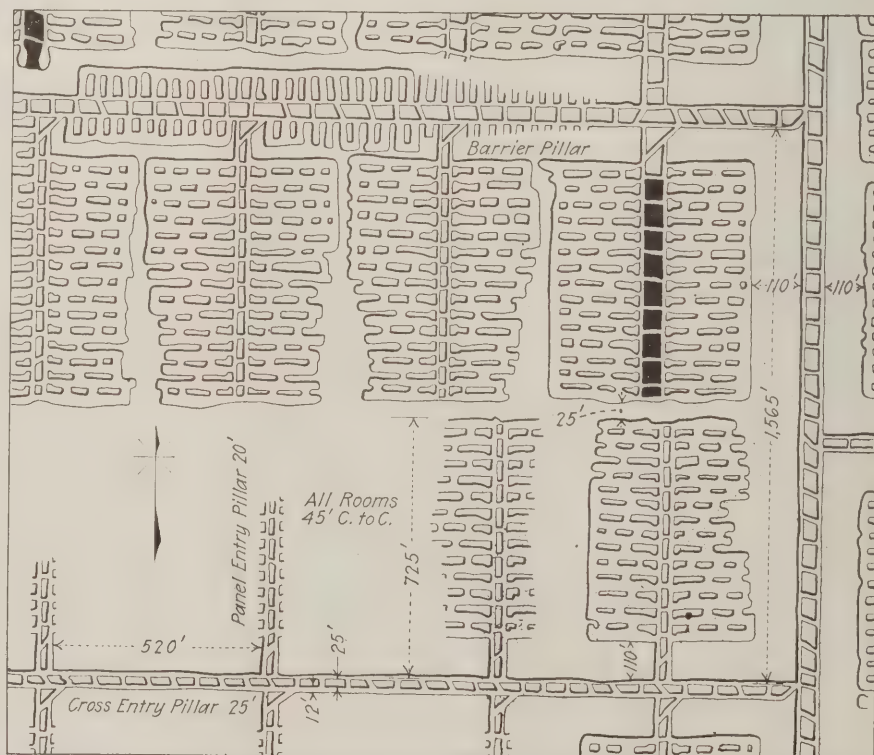 Barrier Pillar
110'
110'
25'
1,565'
Panel Entry Pillar 20'
All Rooms
45' C. to C.
725'
520'
25'
110'
12'
Cross Entry Pillar 25'